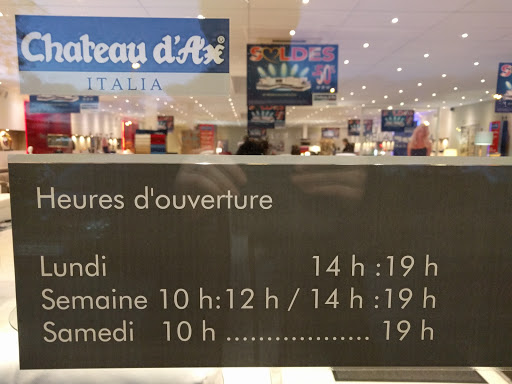 Chateau d'Ax®
ITALIA
SOLDES
Heures d'ouverture
Lundi 14 h :19 h
Semaine 10 h:12 h / 14 h :19 h
Samedi 10 h .................. 19 h